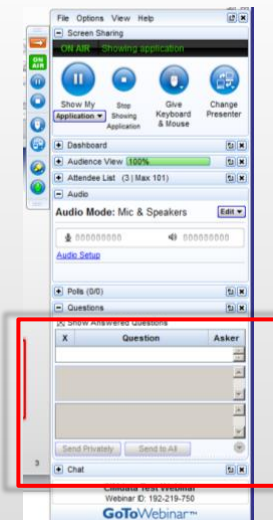 File Options View Help
Screen Sharing
ON AIR Showing application
ON
AIR
Show My
Application
Stop
Showing
Application
Give
Keyboard
& Mouse
Change
Presenter
Dashboard
Audience View 100%
Attendee List (3 | Max 101)
Audio
Audio Mode: Mic & Speakers Edit
000000000 000000000
Audio Setup
Polls (0/0)
Questions
Show Answered Questions
X Question Asker
Send Privately Send to All
3
Chat
Test Webinar
Webinar ID: 192-219-750
GoToWebinar™